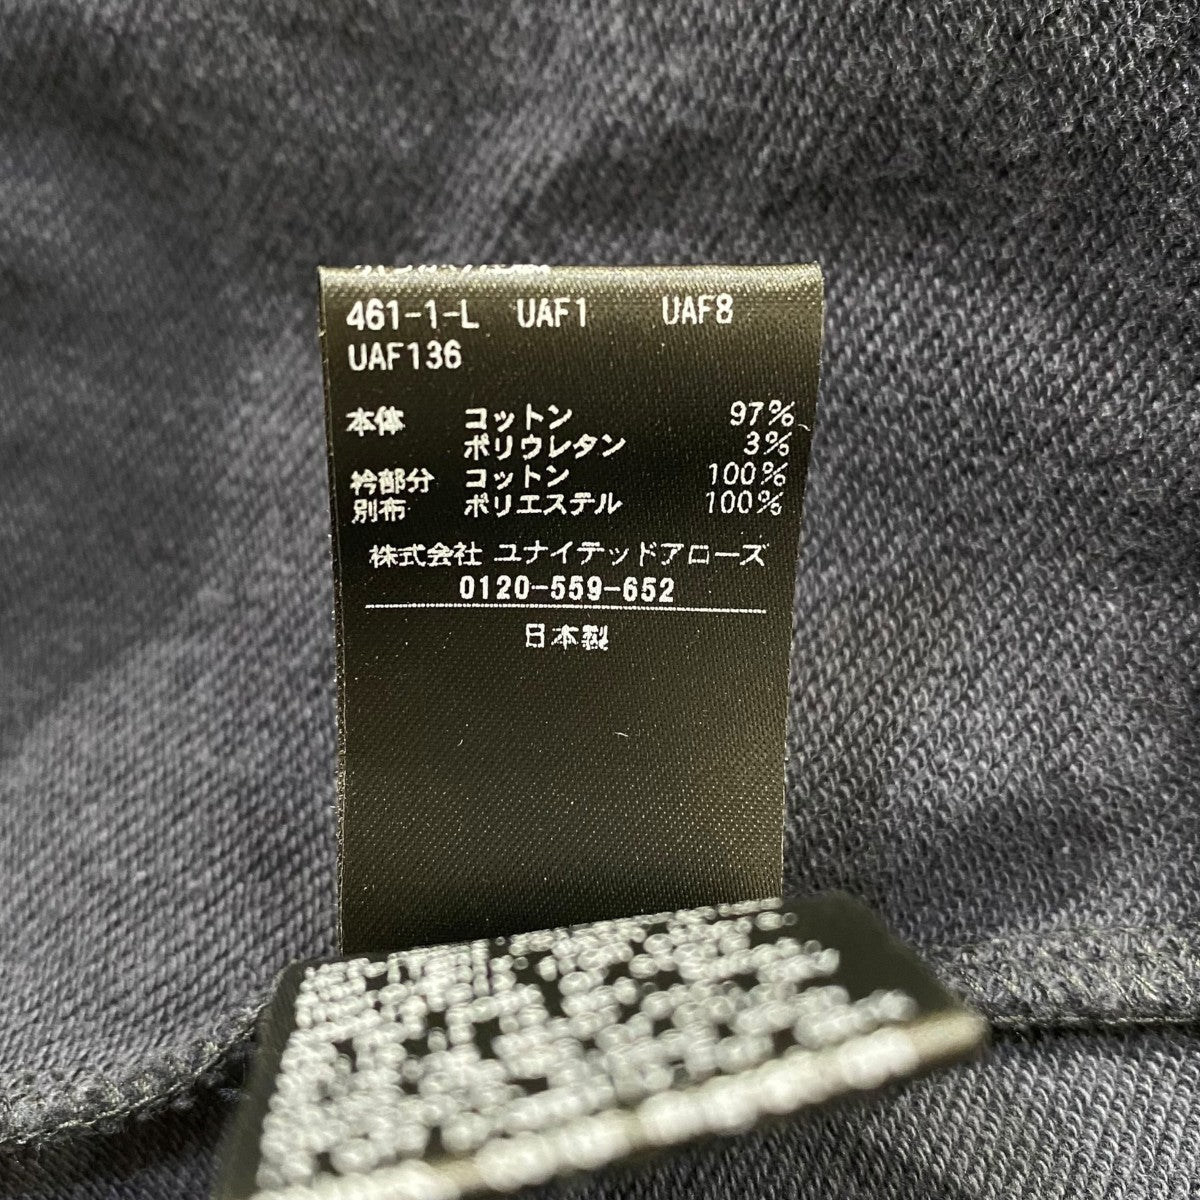 461-1-L UAF1 UAF8
UAF136
本体 コットン 97%
ポリウレタン 3%
衿部分 コットン 100%
別布 ポリエステル 100%
株式会社 ユナイテッドアローズ
0120-559-652
日本製